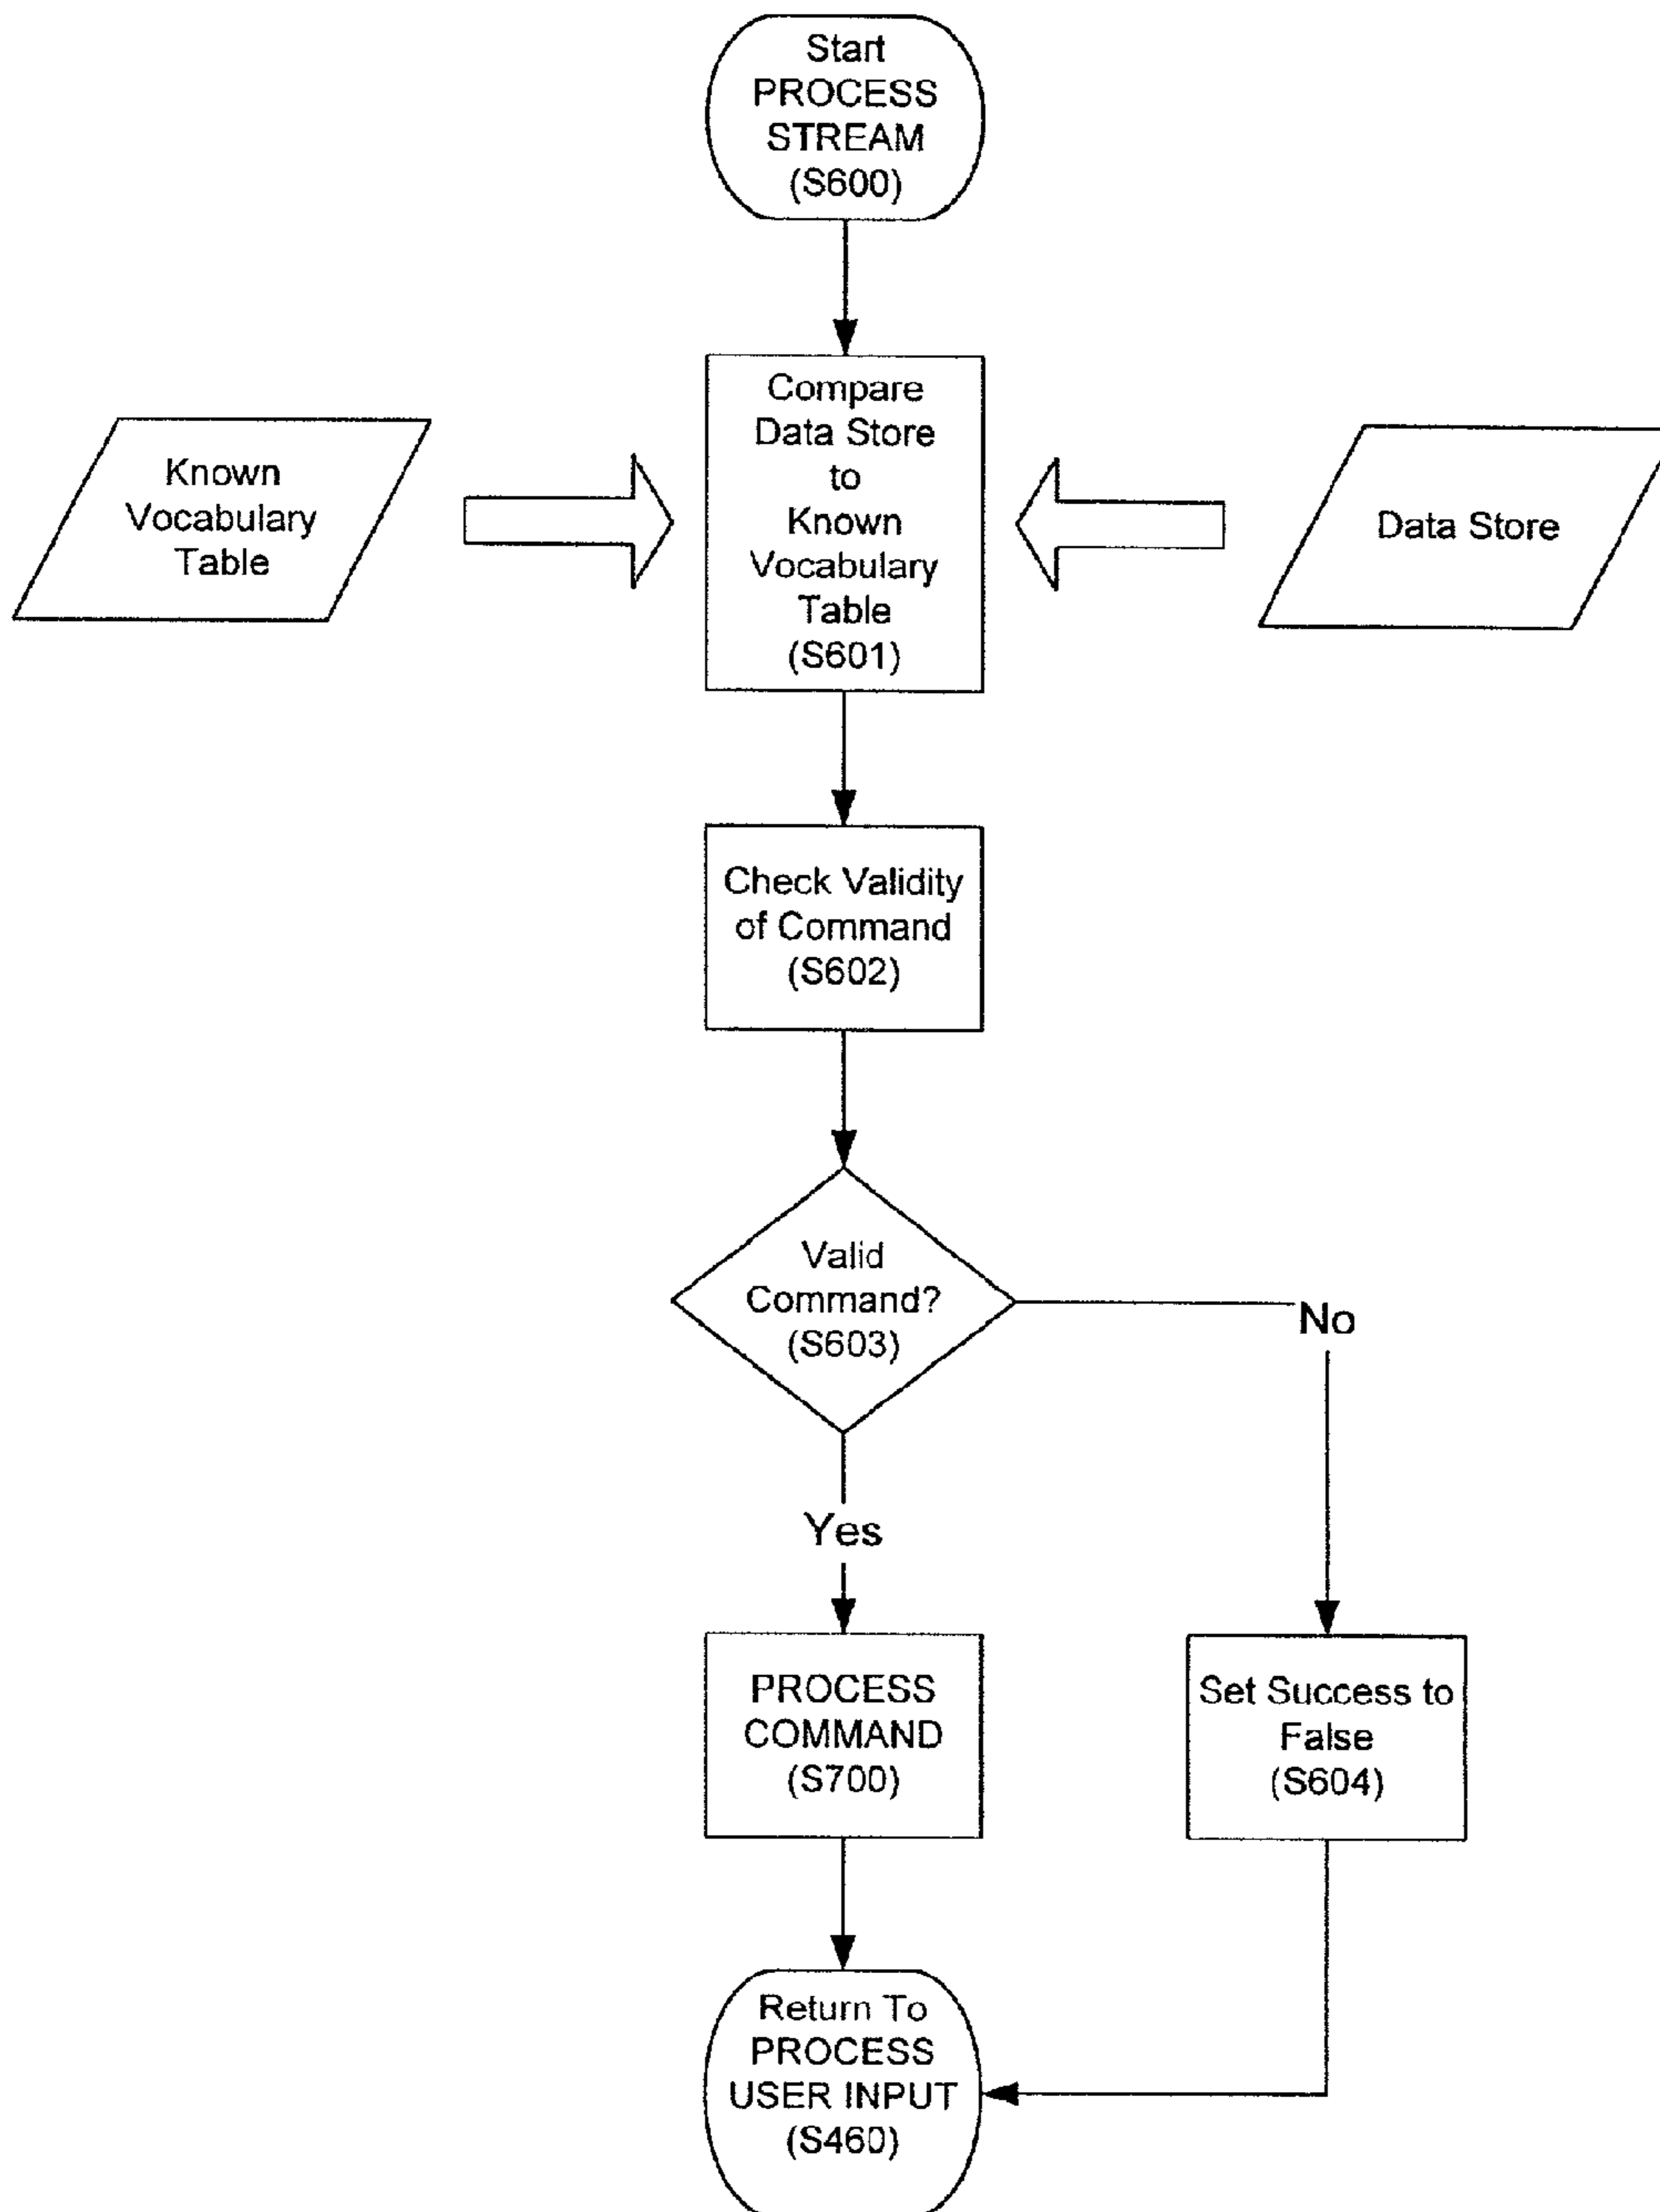 Start
PROCESS
STREAM
(S600)
Known
Vocabulary
Table
Compare
Data Store
to
Known
Vocabulary
Table
(S601)
Data Store
Check Validity
of Command
(S602)
Valid
Command?
(S603)
No
Yes
PROCESS
COMMAND
(S700)
Set Success to
False
(S604)
Return To
PROCESS
USER INPUT
(S460)